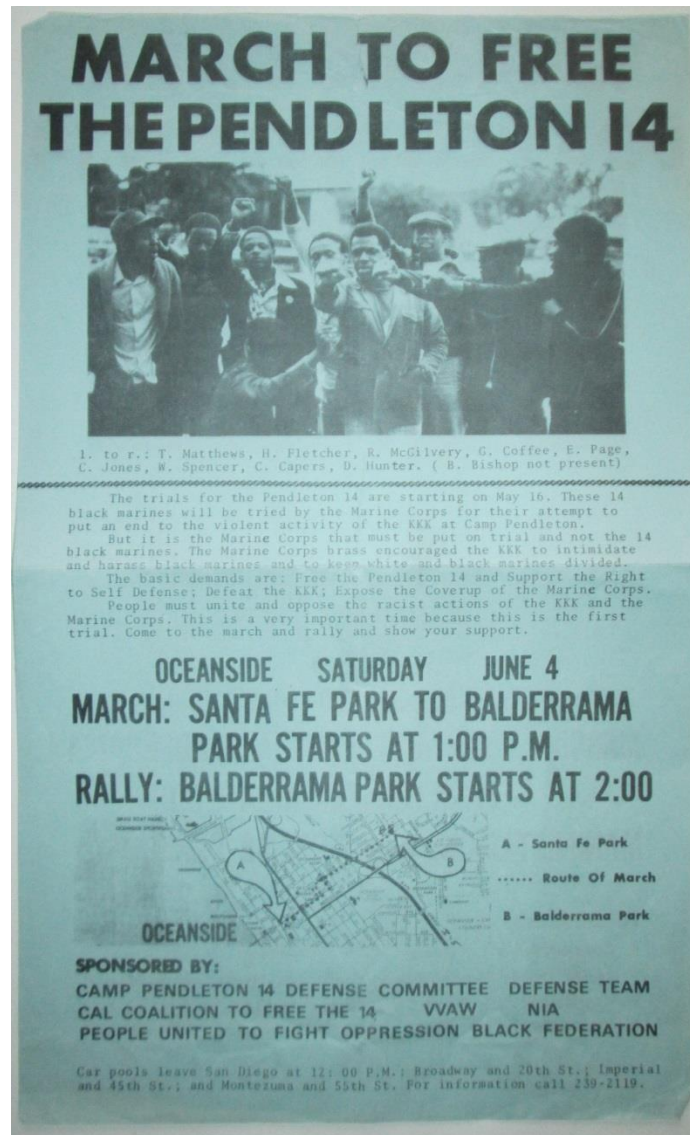 MARCH TO FREE
THE PENDLETON 14
l. to r.: T. Matthews, H. Fletcher, R. McGilvery, G. Coffee, E. Page,
C. Jones, W. Spencer, C. Capers, D. Hunter. ( B. Bishop not present)
The trials for the Pendleton 14 are starting on May 16. These 14
black marines will be tried by the Marine Corps for their attempt to
put an end to the violent activity of the KKK at Camp Pendleton.
But it is the Marine Corps that must be put on trial and not the 14
black marines. The Marine Corps brass encouraged the KKK to intimidate
and harass black marines and to keep white and black marines divided.
The basic demands are: Free the Pendleton 14 and Support the Right
to Self Defense; Defeat the KKK; Expose the Coverup of the Marine Corps.
People must unite and oppose the racist actions of the KKK and the
Marine Corps. This is a very important time because this is the first
trial. Come to the march and rally and show your support.
OCEANSIDE SATURDAY JUNE 4
MARCH: SANTA FE PARK TO BALDERRAMA
PARK STARTS AT 1:00 P.M.
RALLY: BALDERRAMA PARK STARTS AT 2:00
A
B
OCEANSIDE
A - Santa Fe Park
...... Route Of March
B - Balderrama Park
SPONSORED BY:
CAMP PENDLETON 14 DEFENSE COMMITTEE DEFENSE TEAM
CAL COALITION TO FREE THE 14 VVAW NIA
PEOPLE UNITED TO FIGHT OPPRESSION BLACK FEDERATION
Car pools leave San Diego at 12: 00 P.M.: Broadway and 20th St.; Imperial
and 45th St.; and Montezuma and 55th St. For information call 239-2119.